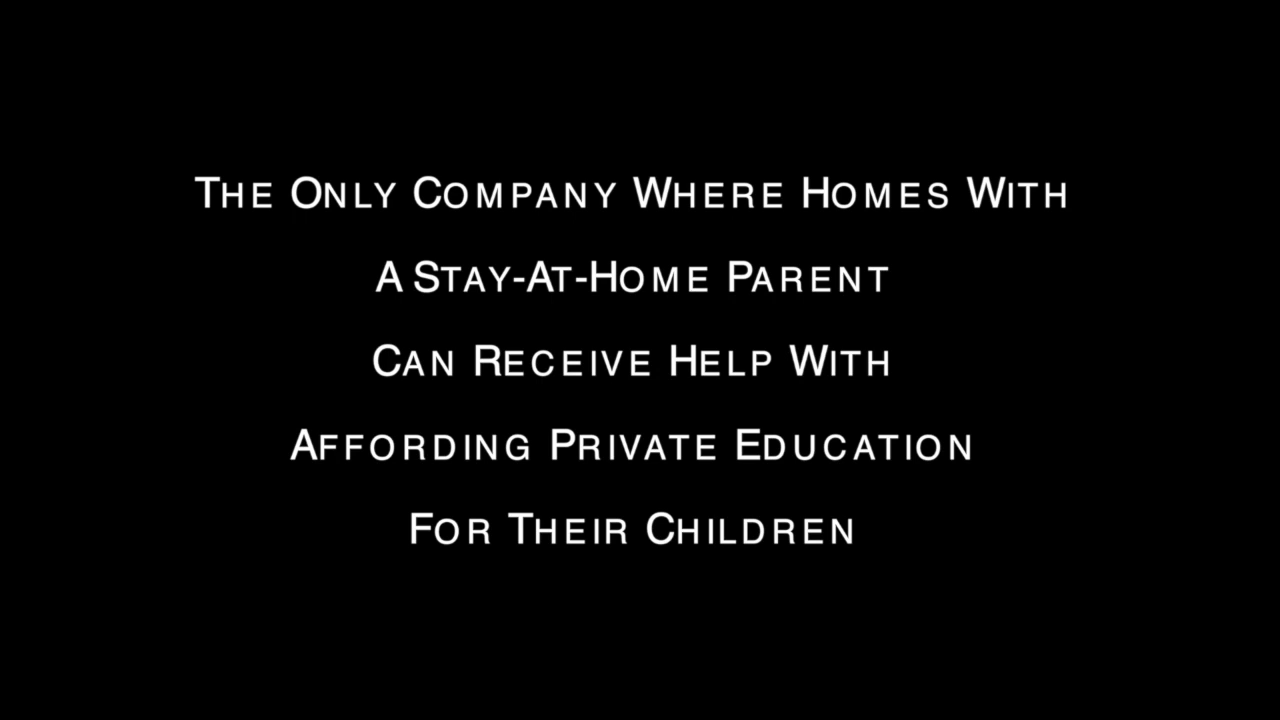 The Only Company Where Homes With
A Stay-At-Home Parent
Can Receive Help With
Affording Private Education
For Their Children